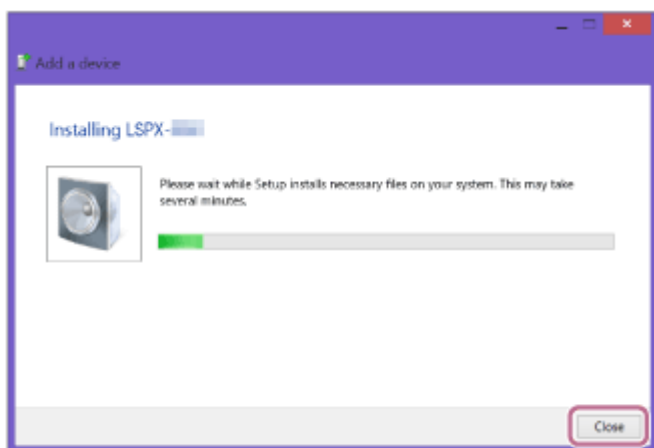 Add a device
Installing LSPX-
Please wait while Setup installs necessary files on your system. This may take
several minutes.
Close